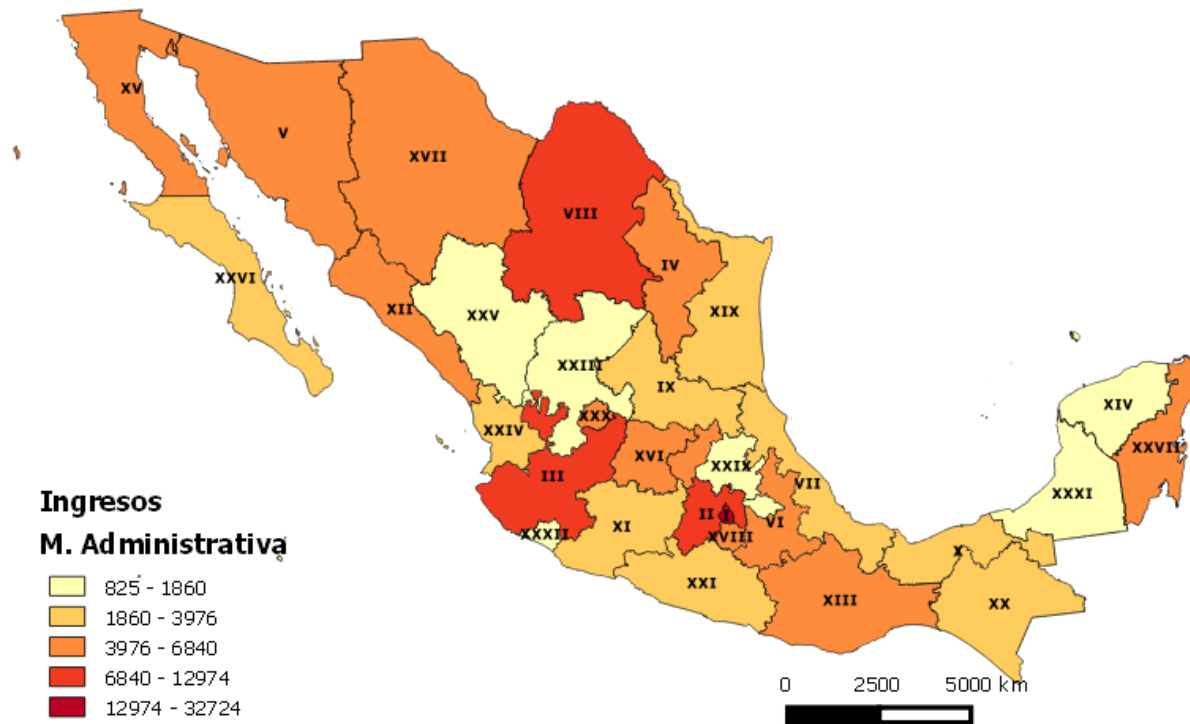 XV
V
XVII
VIII
XXVI
IV
XII
XXV
XIX
XXIII
IX
XXX
XXIV
XIV
XXVII
XVI
XXIX
III
VII
XXXI
II
I
VI
XI
XXXII
XVIII
X
XXI
XIII
XX
Ingresos
M. Administrativa
825 - 1860
1860 - 3976
3976 - 6840
6840 - 12974
12974 - 32724
0 2500 5000 km